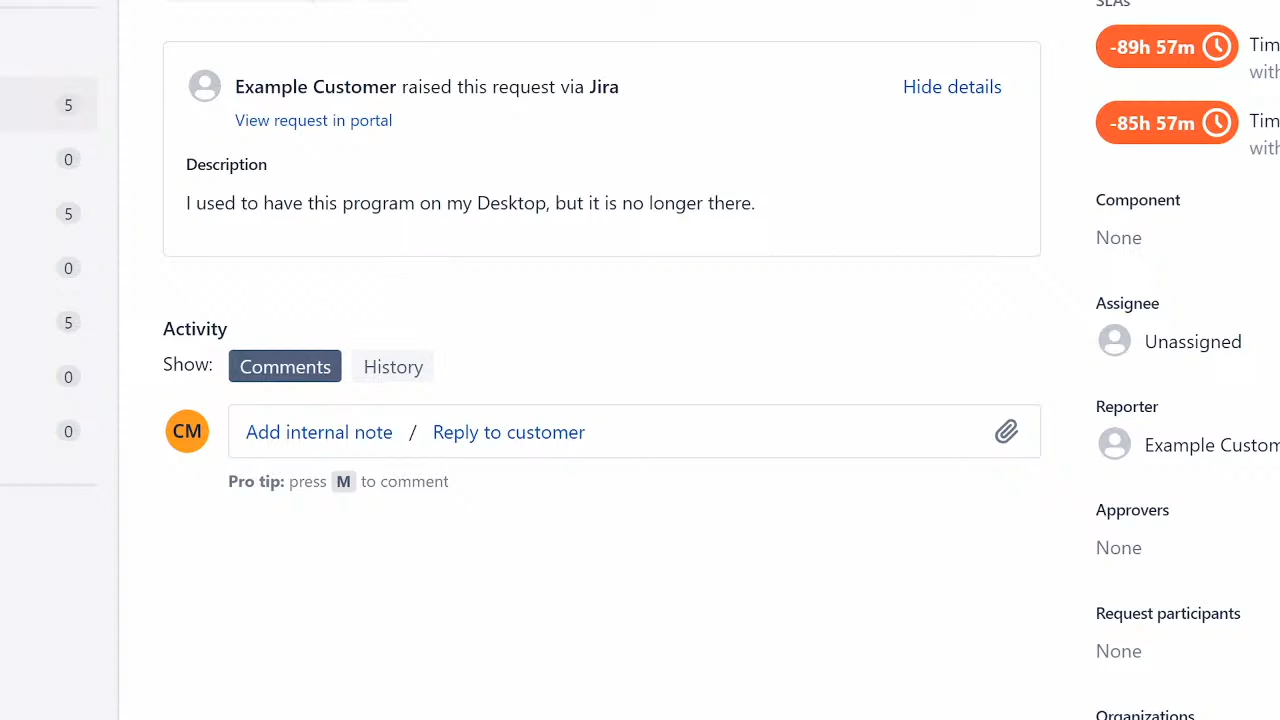 SLAs
5
0
5
0
5
0
0
Example Customer raised this request via Jira
Hide details
View request in portal
Description
I used to have this program on my Desktop, but it is no longer there.
Activity
Show: Comments History
CM
Add internal note / Reply to customer
Pro tip: press M to comment
-89h 57m
Tim
with
-85h 57m
Tim
with
Component
None
Assignee
Unassigned
Reporter
Example Custom
Approvers
None
Request participants
None
Organizations